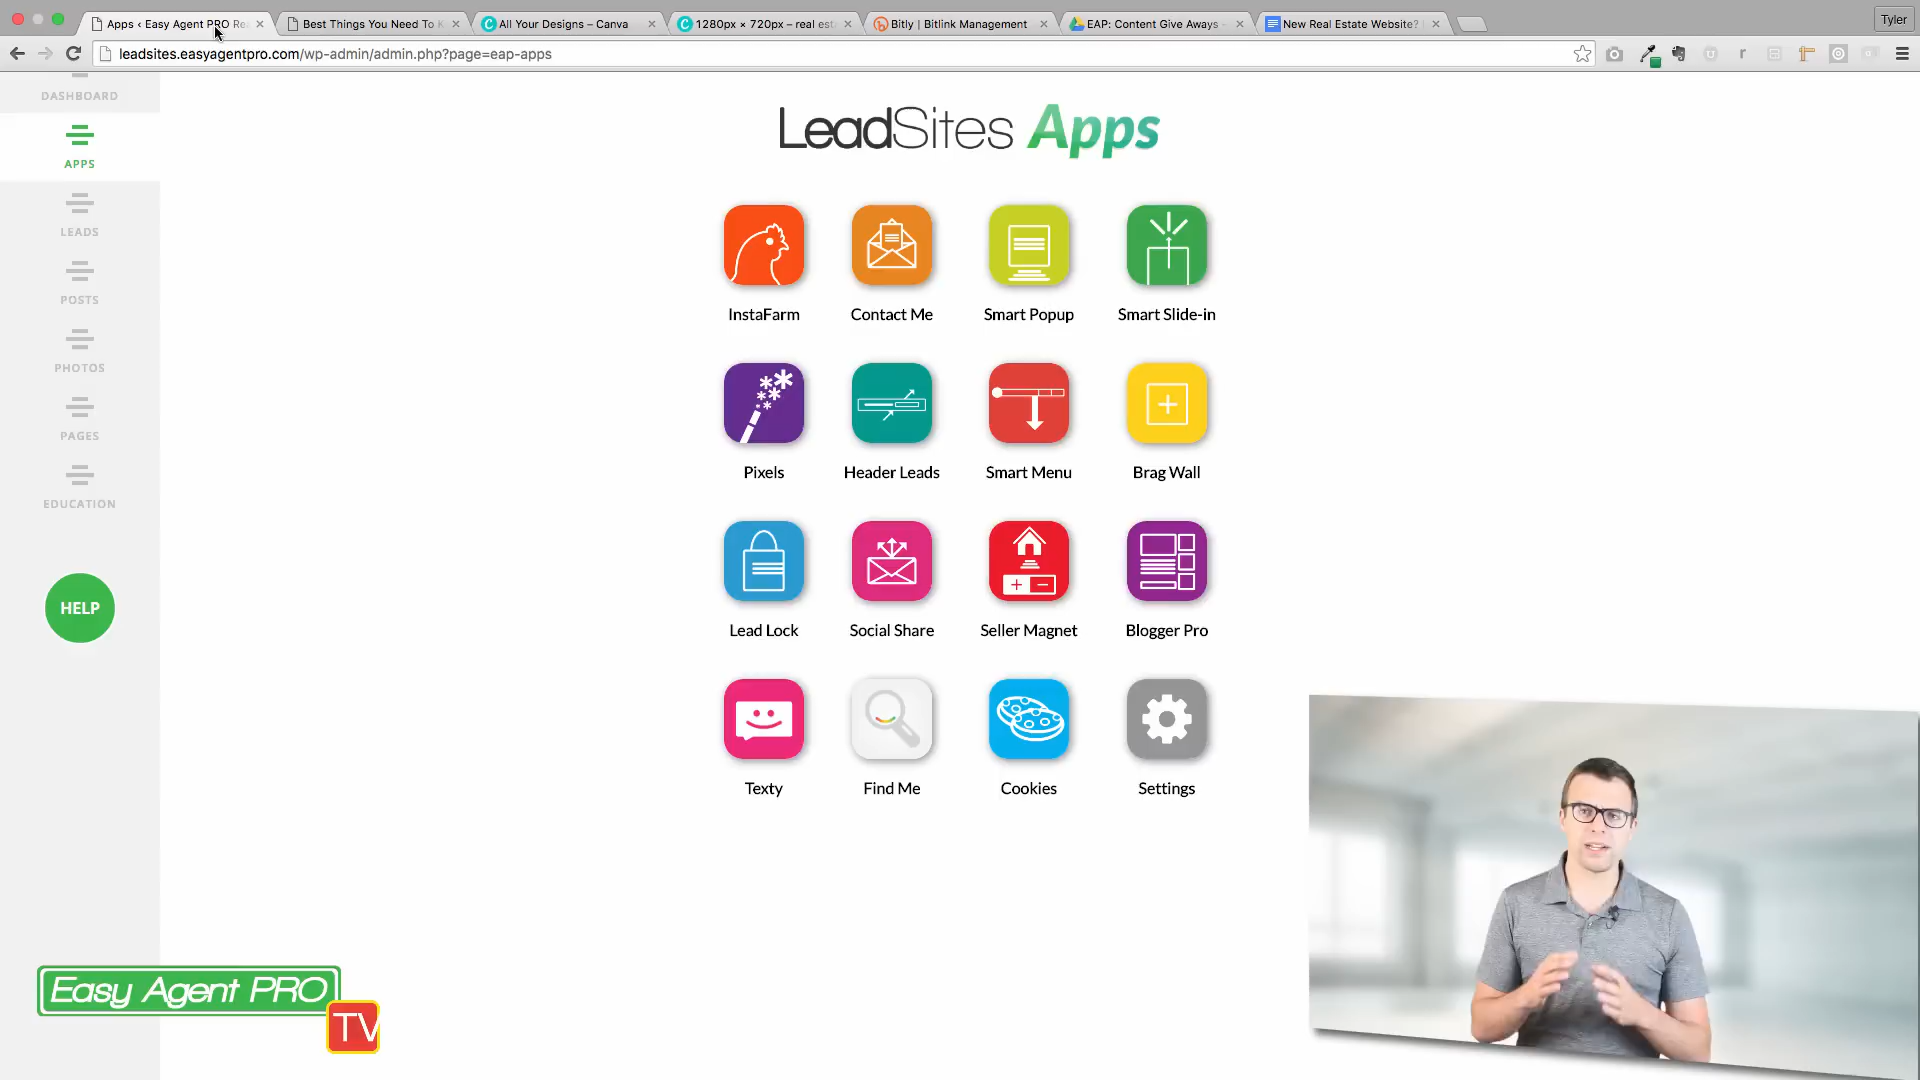 Apps ‹ Easy Agent PRO Rea
Best Things You Need To K
All Your Designs – Canva
1280px × 720px – real esta
Bitly | Bitlink Management
EAP: Content Give Aways -
New Real Estate Website?
Tyler
leadsites.easyagentpro.com/wp-admin/admin.php?page=eap-apps
DASHBOARD
APPS
LEADS
POSTS
PHOTOS
PAGES
EDUCATION
HELP
LeadSites Apps
InstaFarm
Contact Me
Smart Popup
Smart Slide-in
Pixels
Header Leads
Smart Menu
Brag Wall
Lead Lock
Social Share
Seller Magnet
Blogger Pro
Texty
Find Me
Cookies
Settings
Easy Agent PRO
TV